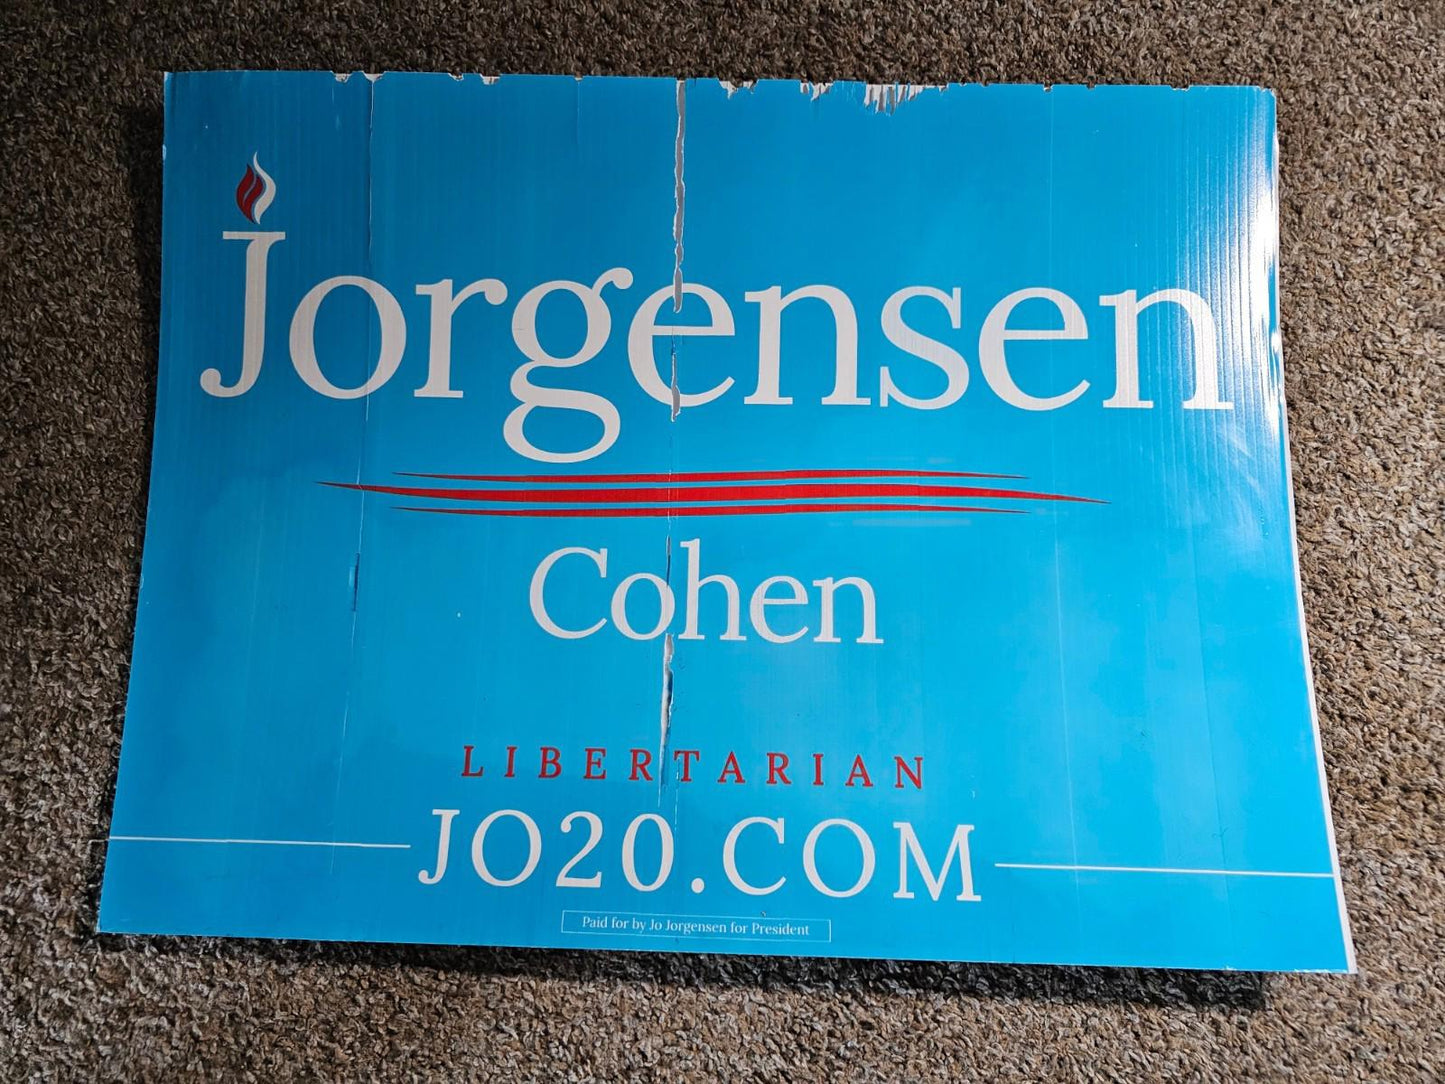 Jorgensen
Cohen
LIBERTARIAN
JO20.COM
Paid for by Jo Jorgensen for President